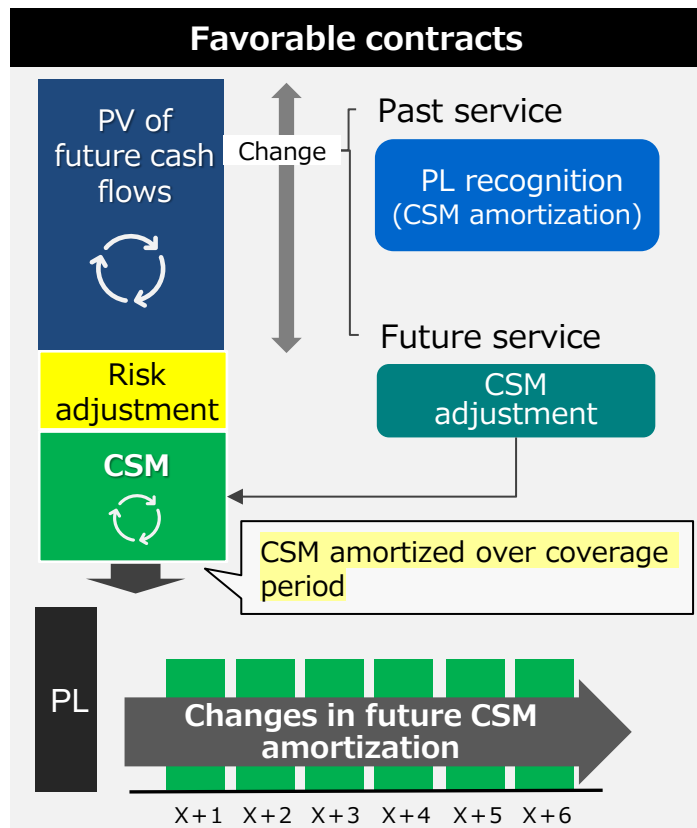 Favorable contracts
PV of
future cash
flows
Change
Past service
PL recognition
(CSM amortization)
Future service
CSM
adjustment
Risk
adjustment
CSM
CSM amortized over coverage
period
PL
Changes in future CSM
amortization
X+1 X+2 X+3 X+4 X+5 X+6